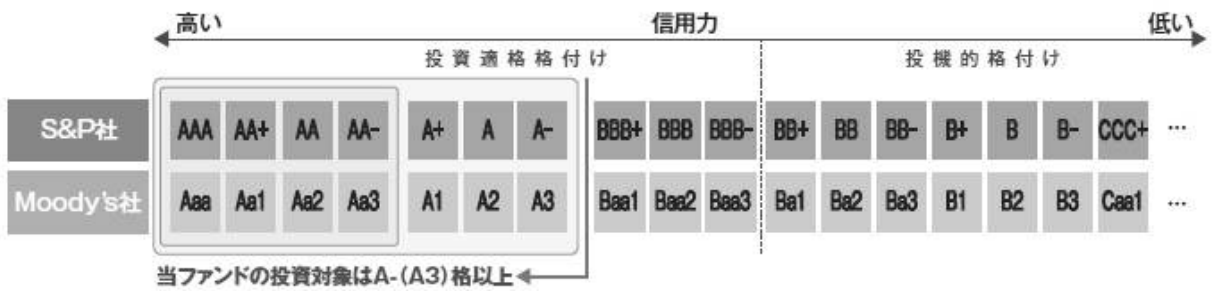 高い 信用力 低い
投資適格格付け 投機的格付け
S&P社 AAA AA+ AA AA- A+ A A- BBB+ BBB BBB- BB+ BB BB- B+ B B- CCC+ …
Moody's社 Aaa Aa1 Aa2 Aa3 A1 A2 A3 Baa1 Baa2 Baa3 Ba1 Ba2 Ba3 B1 B2 B3 Caa1 …
当ファンドの投資対象はA-(A3)格以上